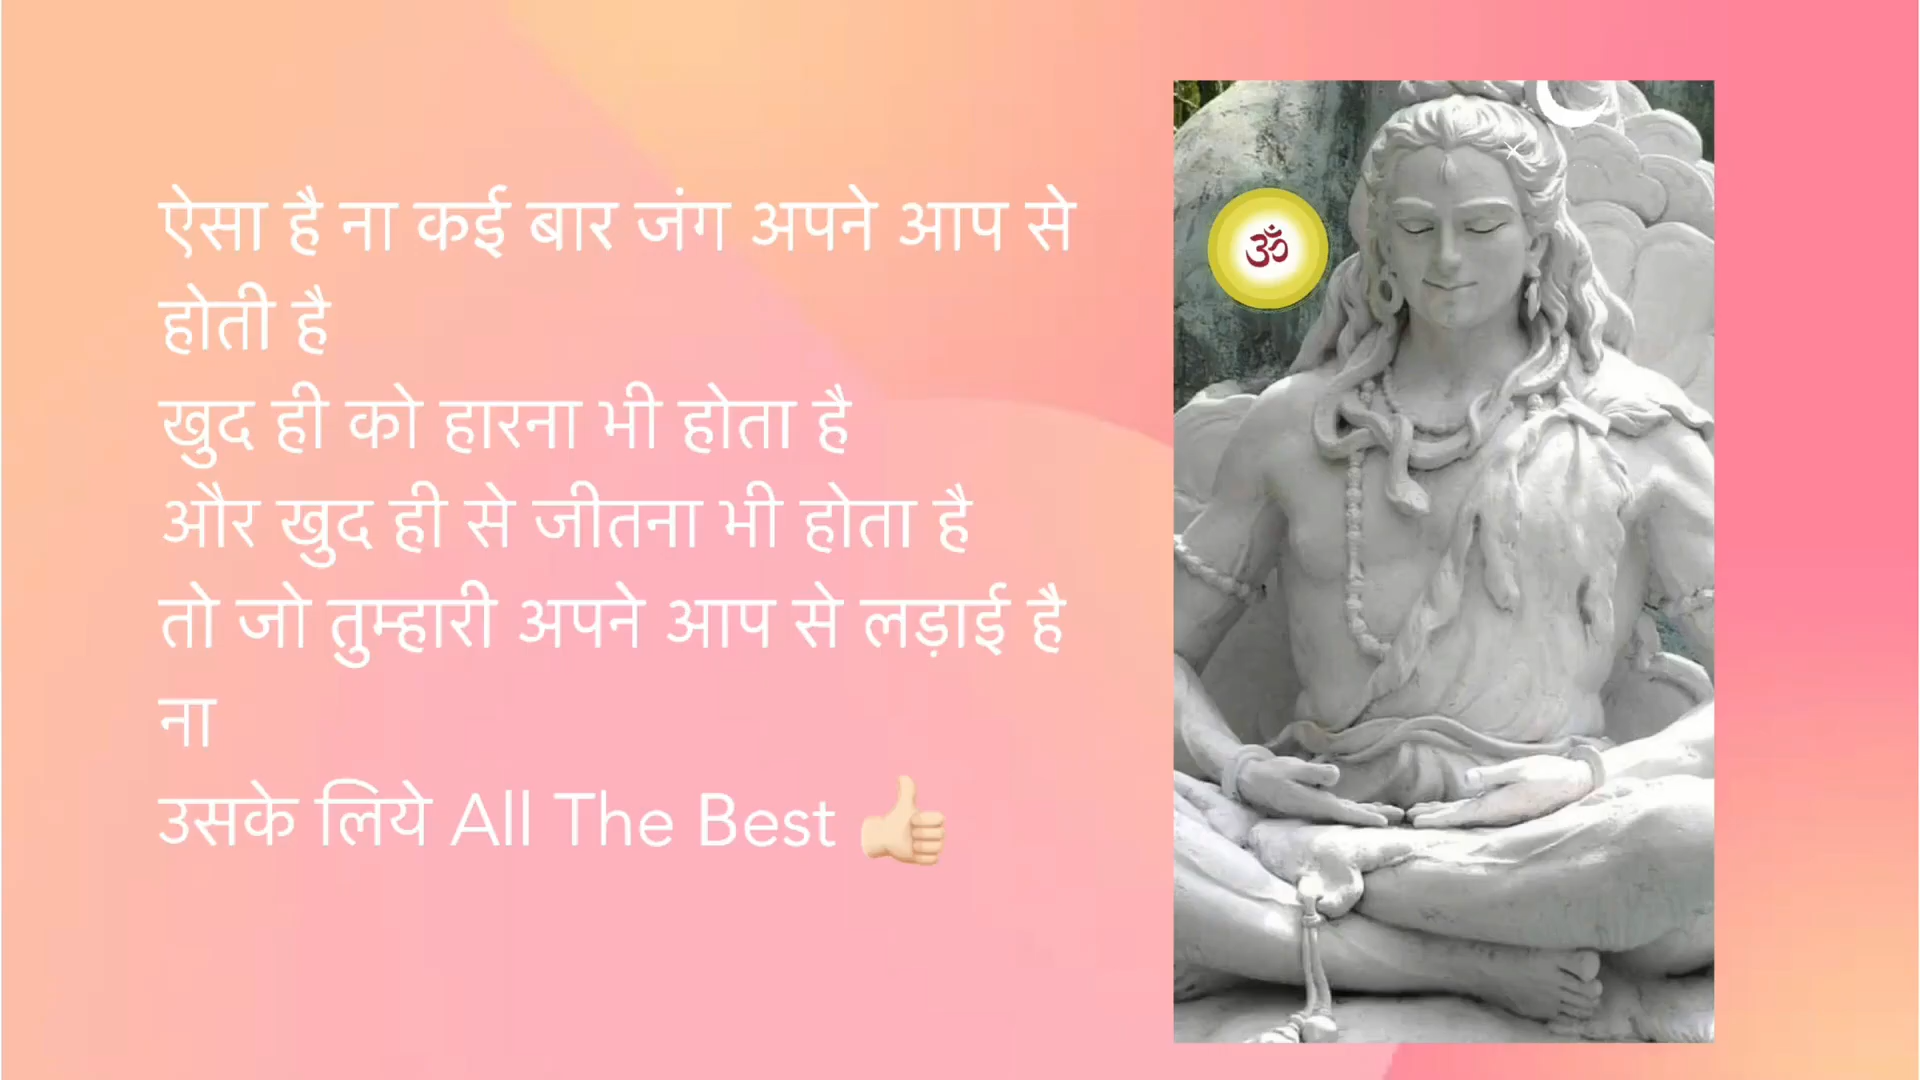 ऐसा है ना कई बार जंग अपने आप से
होती है
खुद ही को हारना भी होता है
और खुद ही से जीतना भी होता है
तो जो तुम्हारी अपने आप से लड़ाई है
ना
उसके लिये All The Best 👍🏻
ॐ